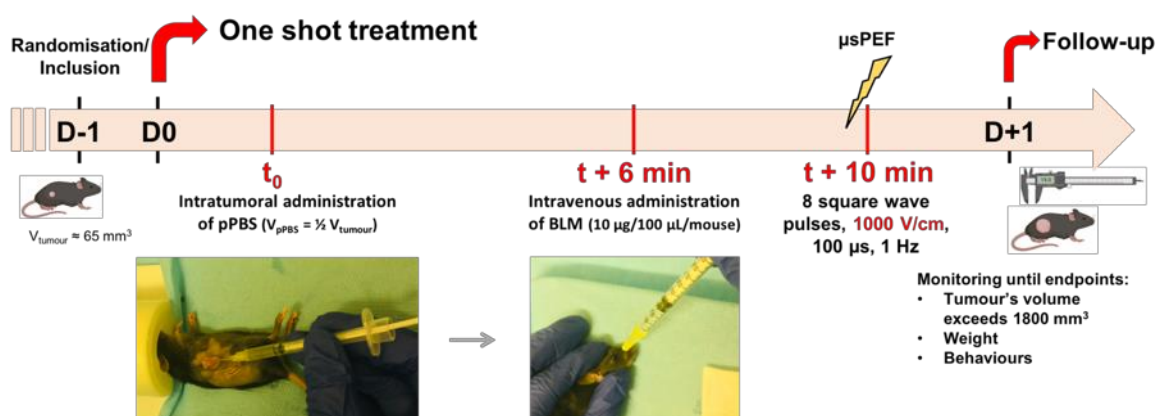 One shot treatment
µsPEF
Follow-up
Randomisation/
Inclusion
D-1
D0
D+1
t0
t + 6 min
t + 10 min
Vtumour ≈ 65 mm³
Intratumoral administration
of pPBS (VpPBS = ½ Vtumour)
Intravenous administration
of BLM (10 µg/100 µL/mouse)
8 square wave
pulses, 1000 V/cm,
100 µs, 1 Hz
Monitoring until endpoints:
• Tumour's volume
exceeds 1800 mm³
• Weight
• Behaviours